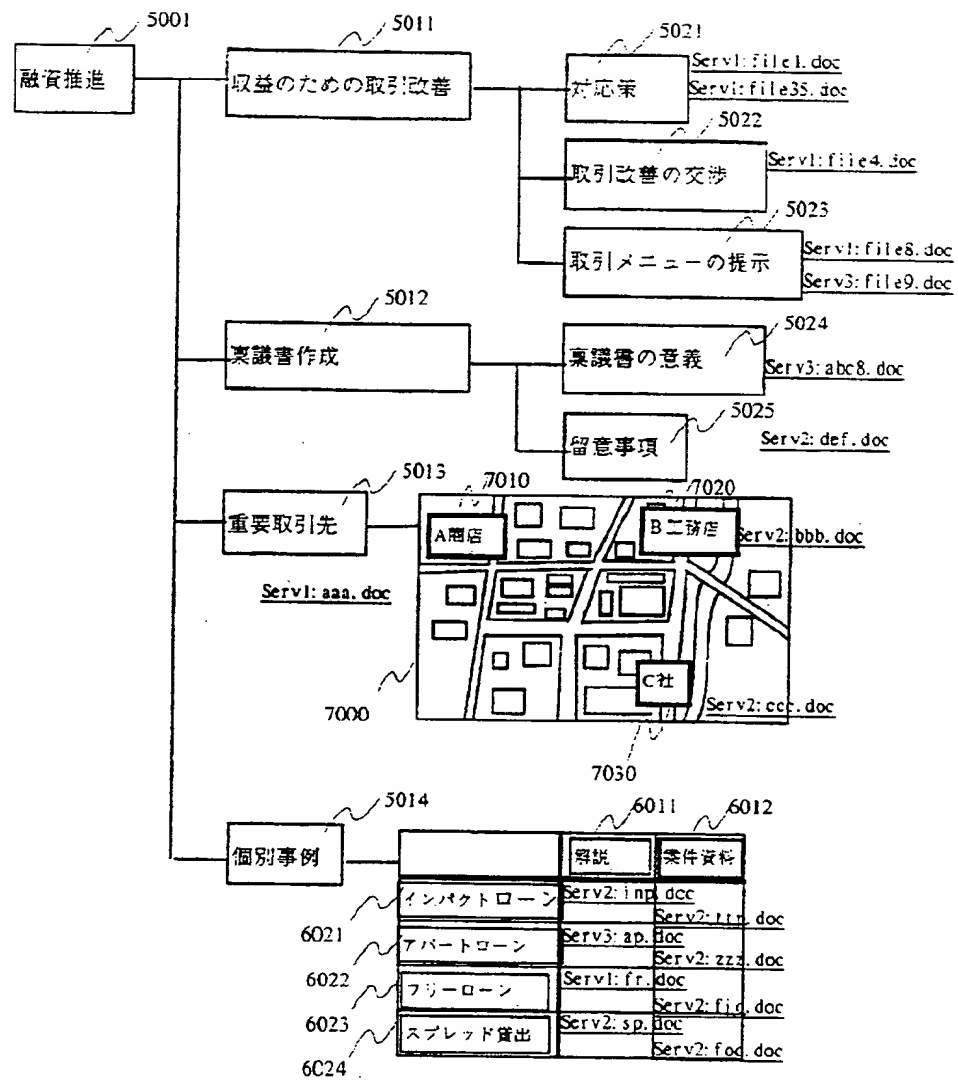 5001
融資推進
5011
収益のための取引改善
5021
対応策
Serv1:file1.doc
Serv1:file35.doc
5022
取引改善の交渉
Serv1:file4.doc
5023
取引メニューの提示
Serv1:file8.doc
Serv3:file9.doc
5012
稟議書作成
5024
稟議書の意義
Serv3:abc8.doc
5025
留意事項
Serv2:def.doc
5013
重要取引先
Serv1:aaa.doc
7010
A商店
7020
B工務店
Serv2:bbb.doc
C社
Serv2:ccc.doc
7000
7030
5014
個別事例
6011
6012
解説
案件資料
インパクトローン
Serv2:inp.doc
6021
アパートローン
Serv3:ap.doc
Serv2:zzz.doc
6022
フリーローン
Serv1:fr.doc
6023
スプレッド貸出
Serv2:sp.doc
6024